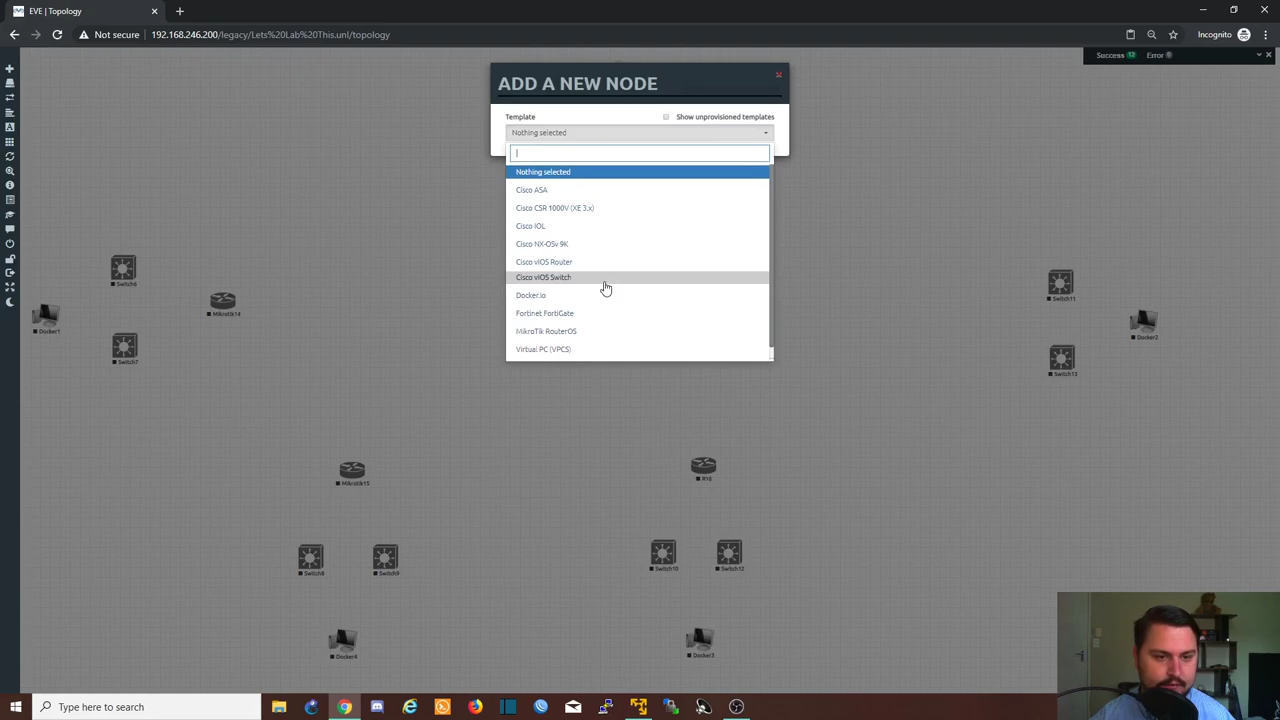 EVE | Topology
Not secure
192.168.246.200/legacy/Lets%20Lab%20This.unl/topology
Incognito
Success 12 Error 0
ADD A NEW NODE
Template
Show unprovisioned templates
Nothing selected
Nothing selected
Cisco ASA
Cisco CSR 1000V (XE 3.x)
Cisco IOL
Cisco NX-OSv 9K
Cisco vIOS Router
Cisco vIOS Switch
Docker.io
Fortinet FortiGate
MikroTik RouterOS
Virtual PC (VPCS)
Switch6
Mikrotik14
Docker1
Switch7
Switch11
Docker2
Switch13
Mikrotik15
Switch8
Switch9
Switch10
Switch12
Docker4
Docker3
Type here to search